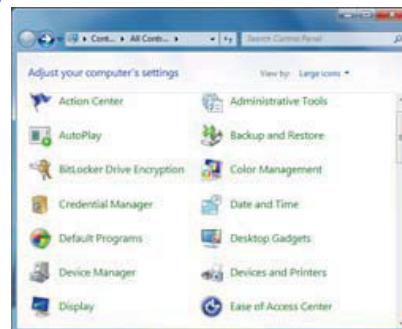 Cont... All Contr...
Search Control Panel
Adjust your computer's settings
View by: Large icons
Action Center
Administrative Tools
AutoPlay
Backup and Restore
BitLocker Drive Encryption
Color Management
Credential Manager
Date and Time
Default Programs
Desktop Gadgets
Device Manager
Devices and Printers
Display
Ease of Access Center